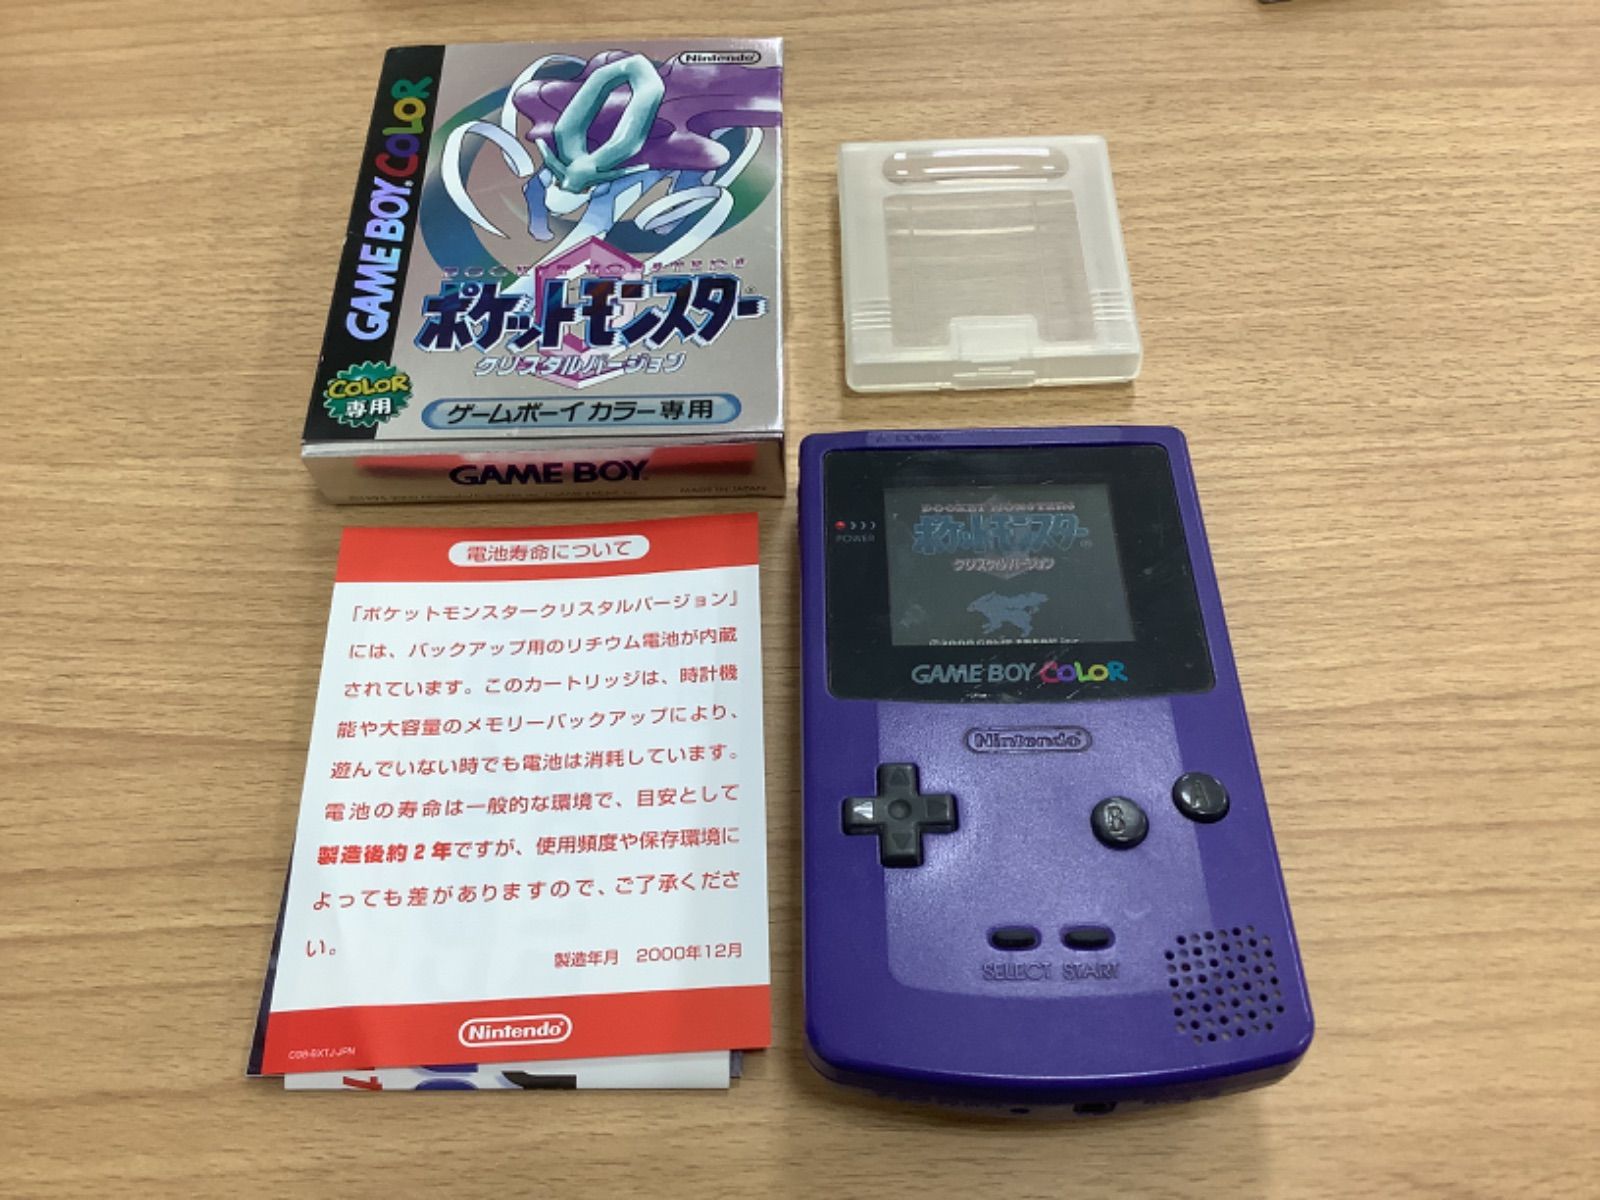 Nintendo
GAME BOY COLOR
POCKET MONSTERS
ポケットモンスター
クリスタルバージョン
COLOR
専用
ゲームボーイ カラー専用
GAME BOY
MADE IN JAPAN
電池寿命について
「ポケットモンスタークリスタルバージョン」
には、バックアップ用のリチウム電池が内蔵
されています。このカートリッジは、時計機
能や大容量のメモリーバックアップにより、
遊んでいない時でも電池は消耗しています。
電池の寿命は一般的な環境で、目安として
製造後約2年ですが、使用頻度や保存環境に
よっても差がありますので、ご了承くださ
い。
製造年月 2000年12月
Nintendo
CGB-BXTJ-JPN
POWER
POCKET MONSTERS
ポケットモンスター
クリスタルバージョン
GAME BOY COLOR
Nintendo
B
A
SELECT START